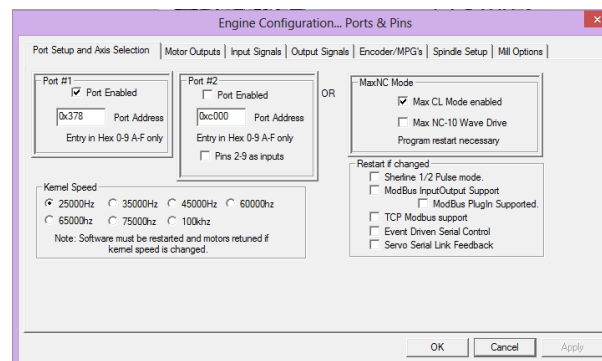 Engine Configuration... Ports & Pins
Port Setup and Axis Selection Motor Outputs Input Signals Output Signals Encoder/MPG's Spindle Setup Mill Options
Port #1
Port Enabled
0x378 Port Address
Entry in Hex 0-9 A-F only
Port #2
Port Enabled
0xc000 Port Address
Entry in Hex 0-9 A-F only
Pins 2-9 as inputs
OR
MaxNC Mode
Max CL Mode enabled
Max NC-10 Wave Drive
Program restart necessary
Kernel Speed
25000Hz 35000Hz 45000Hz 60000hz
65000hz 75000hz 100khz
Note: Software must be restarted and motors retuned if
kernel speed is changed.
Restart if changed
Sherline 1/2 Pulse mode.
ModBus InputOutput Support
ModBus PlugIn Supported.
TCP Modbus support
Event Driven Serial Control
Servo Serial Link Feedback
OK Cancel Apply